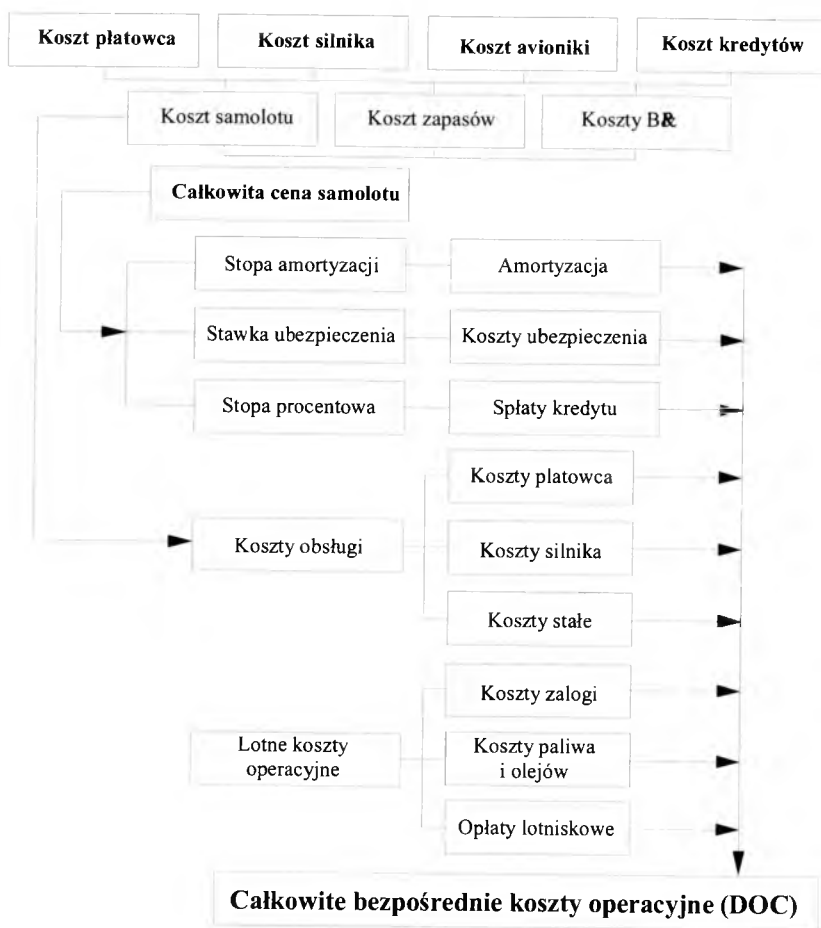 Koszt płatowca
Koszt silnika
Koszt avioniki
Koszt kredytów
Koszt samolotu
Koszt zapasów
Koszty B&R
Całkowita cena samolotu
Stopa amortyzacji
Amortyzacja
Stawka ubezpieczenia
Koszty ubezpieczenia
Stopa procentowa
Spłaty kredytu
Koszty platowca
Koszty obsługi
Koszty silnika
Koszty stałe
Koszty zalogi
Lotne koszty
operacyjne
Koszty paliwa
i olejów
Opłaty lotniskowe
Całkowite bezpośrednie koszty operacyjne (DOC)